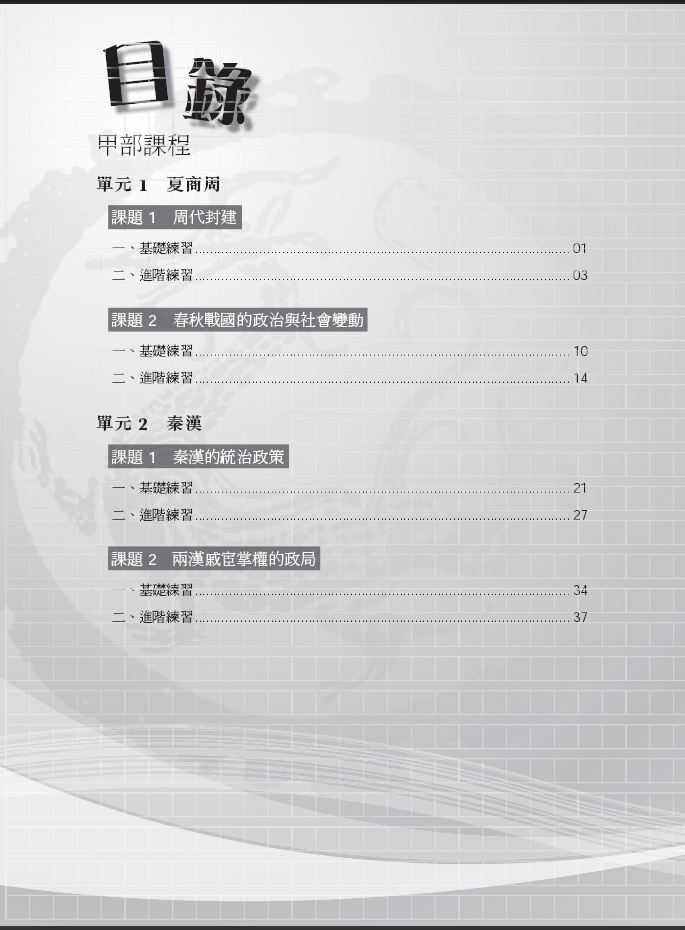 目錄
甲部課程
單元 1　夏商周
課題 1　周代封建
一、基礎練習 01
二、進階練習 03
課題 2　春秋戰國的政治與社會變動
一、基礎練習 10
二、進階練習 14
單元 2　秦漢
課題 1　秦漢的統治政策
一、基礎練習 21
二、進階練習 27
課題 2　兩漢戚宦掌權的政局
一、基礎練習 34
二、進階練習 37